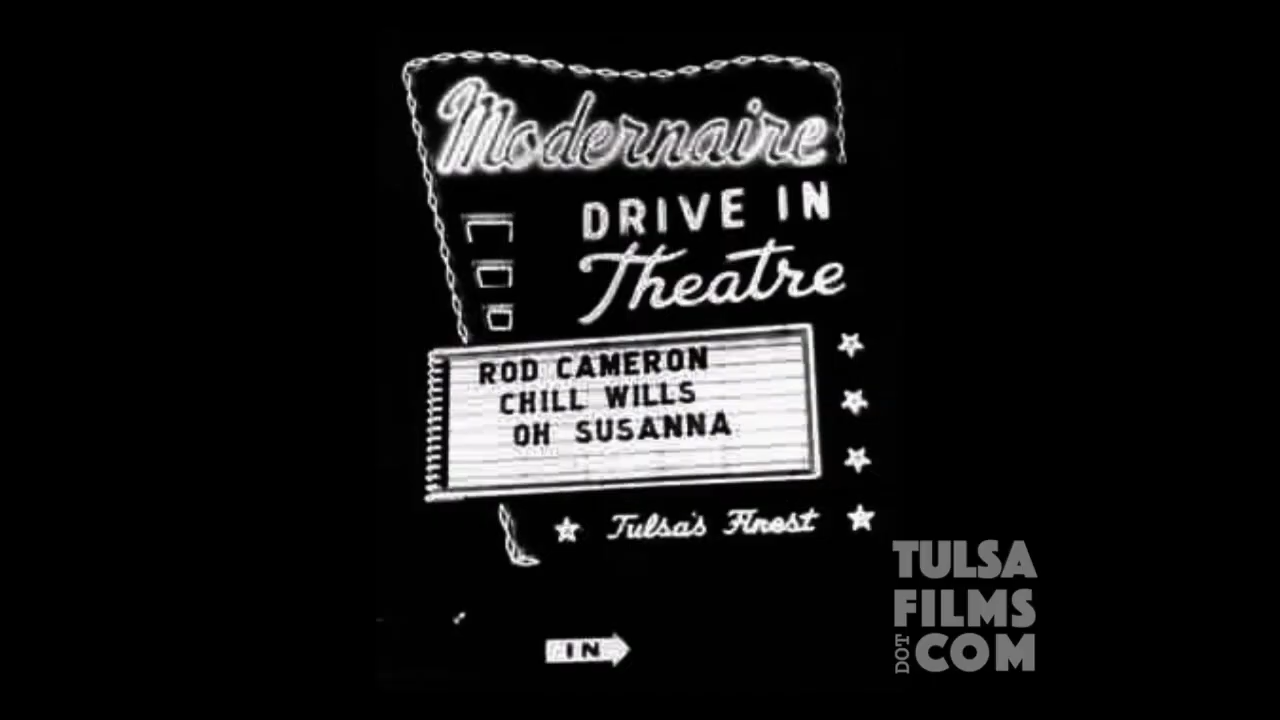 Modernaire
DRIVE IN
Theatre
ROD CAMERON
CHILL WILLS
OH SUSANNA
Tulsa's Finest
IN
TULSA
FILMS
DOT COM